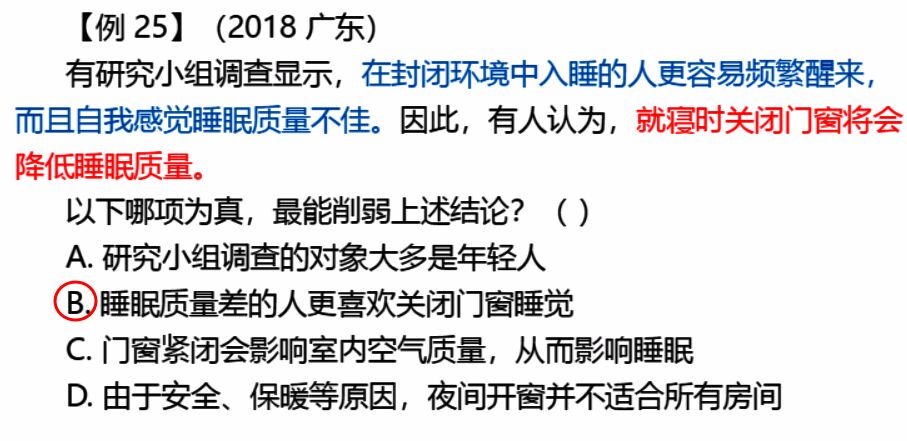 【例 25】（2018 广东）
有研究小组调查显示，在封闭环境中入睡的人更容易频繁醒来，
而且自我感觉睡眠质量不佳。因此，有人认为，就寝时关闭门窗将会
降低睡眠质量。
以下哪项为真，最能削弱上述结论？（ ）
A. 研究小组调查的对象大多是年轻人
B. 睡眠质量差的人更喜欢关闭门窗睡觉
C. 门窗紧闭会影响室内空气质量，从而影响睡眠
D. 由于安全、保暖等原因，夜间开窗并不适合所有房间